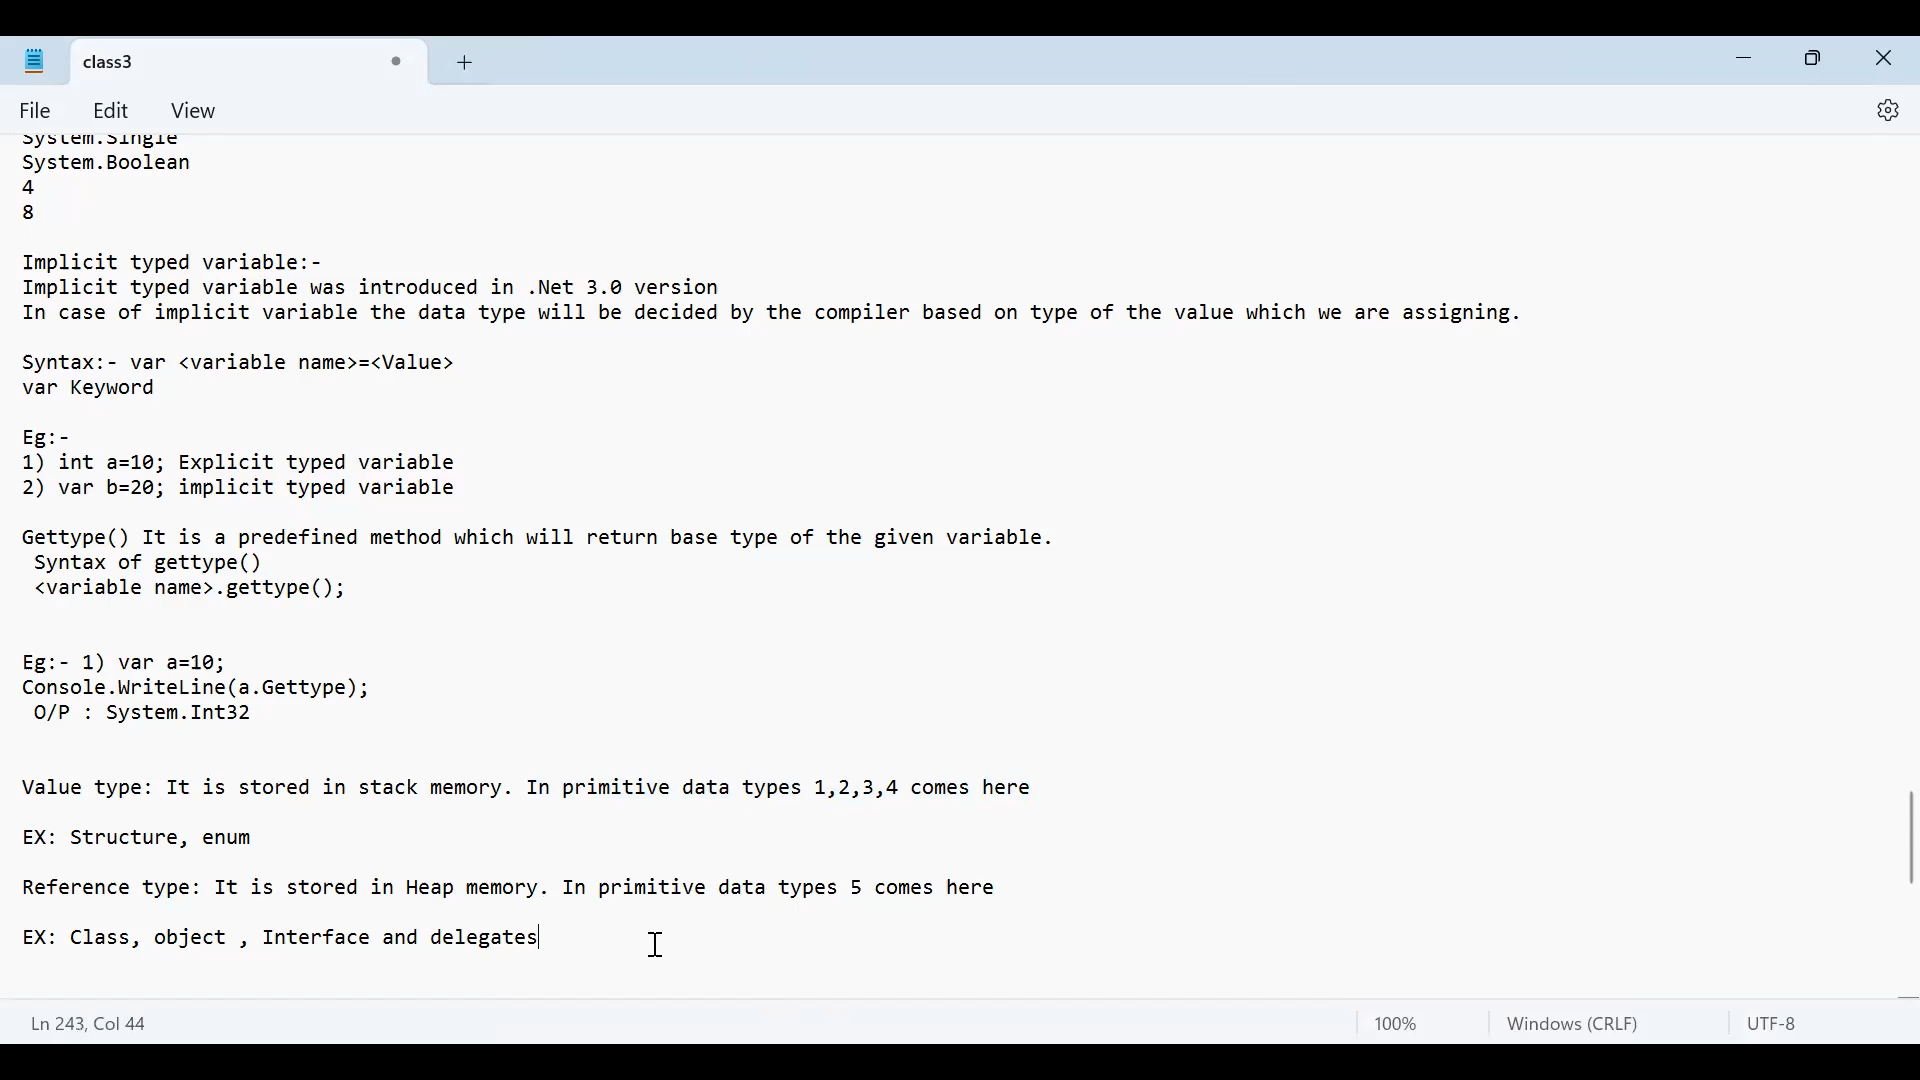 class3
File Edit View
System.Single
System.Boolean
4
8
Implicit typed variable:-
Implicit typed variable was introduced in .Net 3.0 version
In case of implicit variable the data type will be decided by the compiler based on type of the value which we are assigning.
Syntax:- var <variable name>=<Value>
var Keyword
Eg:-
1) int a=10; Explicit typed variable
2) var b=20; implicit typed variable
Gettype() It is a predefined method which will return base type of the given variable.
Syntax of gettype()
<variable name>.gettype();
Eg:- 1) var a=10;
Console.WriteLine(a.Gettype);
O/P : System.Int32
Value type: It is stored in stack memory. In primitive data types 1,2,3,4 comes here
EX: Structure, enum
Reference type: It is stored in Heap memory. In primitive data types 5 comes here
EX: Class, object , Interface and delegates
Ln 243, Col 44 100% Windows (CRLF) UTF-8